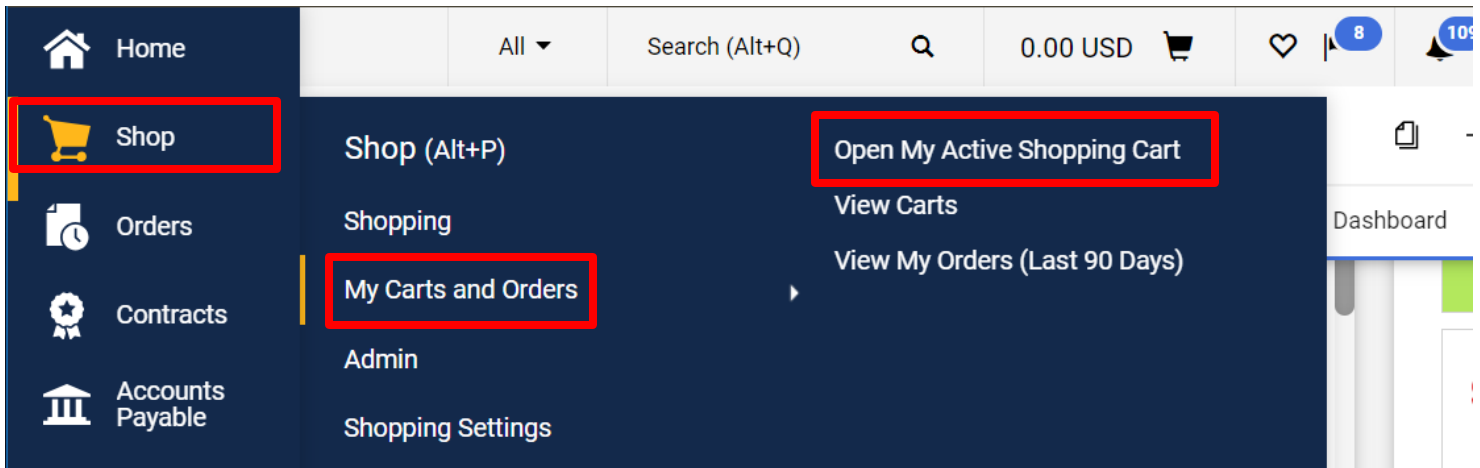 Home
All
Search (Alt+Q)
0.00 USD
8
Shop
Shop (Alt+P)
Open My Active Shopping Cart
Shopping
View Carts
Orders
Dashboard
View My Orders (Last 90 Days)
My Carts and Orders
Contracts
Admin
Accounts
Payable
Shopping Settings